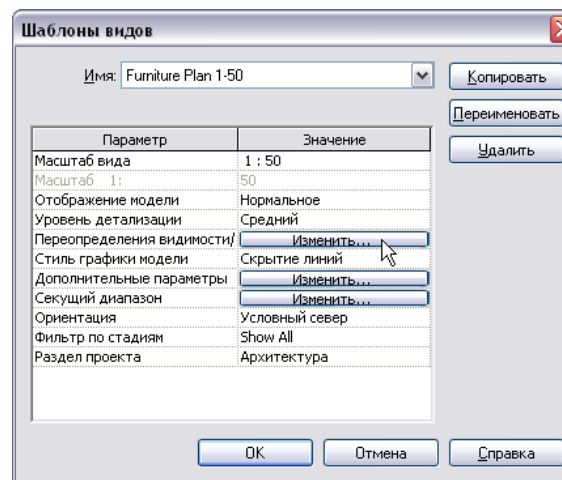 Шаблоны видов
Имя: Furniture Plan 1-50
Копировать
Переименовать
Удалить
Параметр Значение
Масштаб вида 1 : 50
Масштаб 1: 50
Отображение модели Нормальное
Уровень детализации Средний
Переопределения видимости/ Изменить...
Стиль графики модели Скрытие линий
Дополнительные параметры Изменить...
Секущий диапазон Изменить...
Ориентация Условный север
Фильтр по стадиям Show All
Раздел проекта Архитектура
OK Отмена Справка